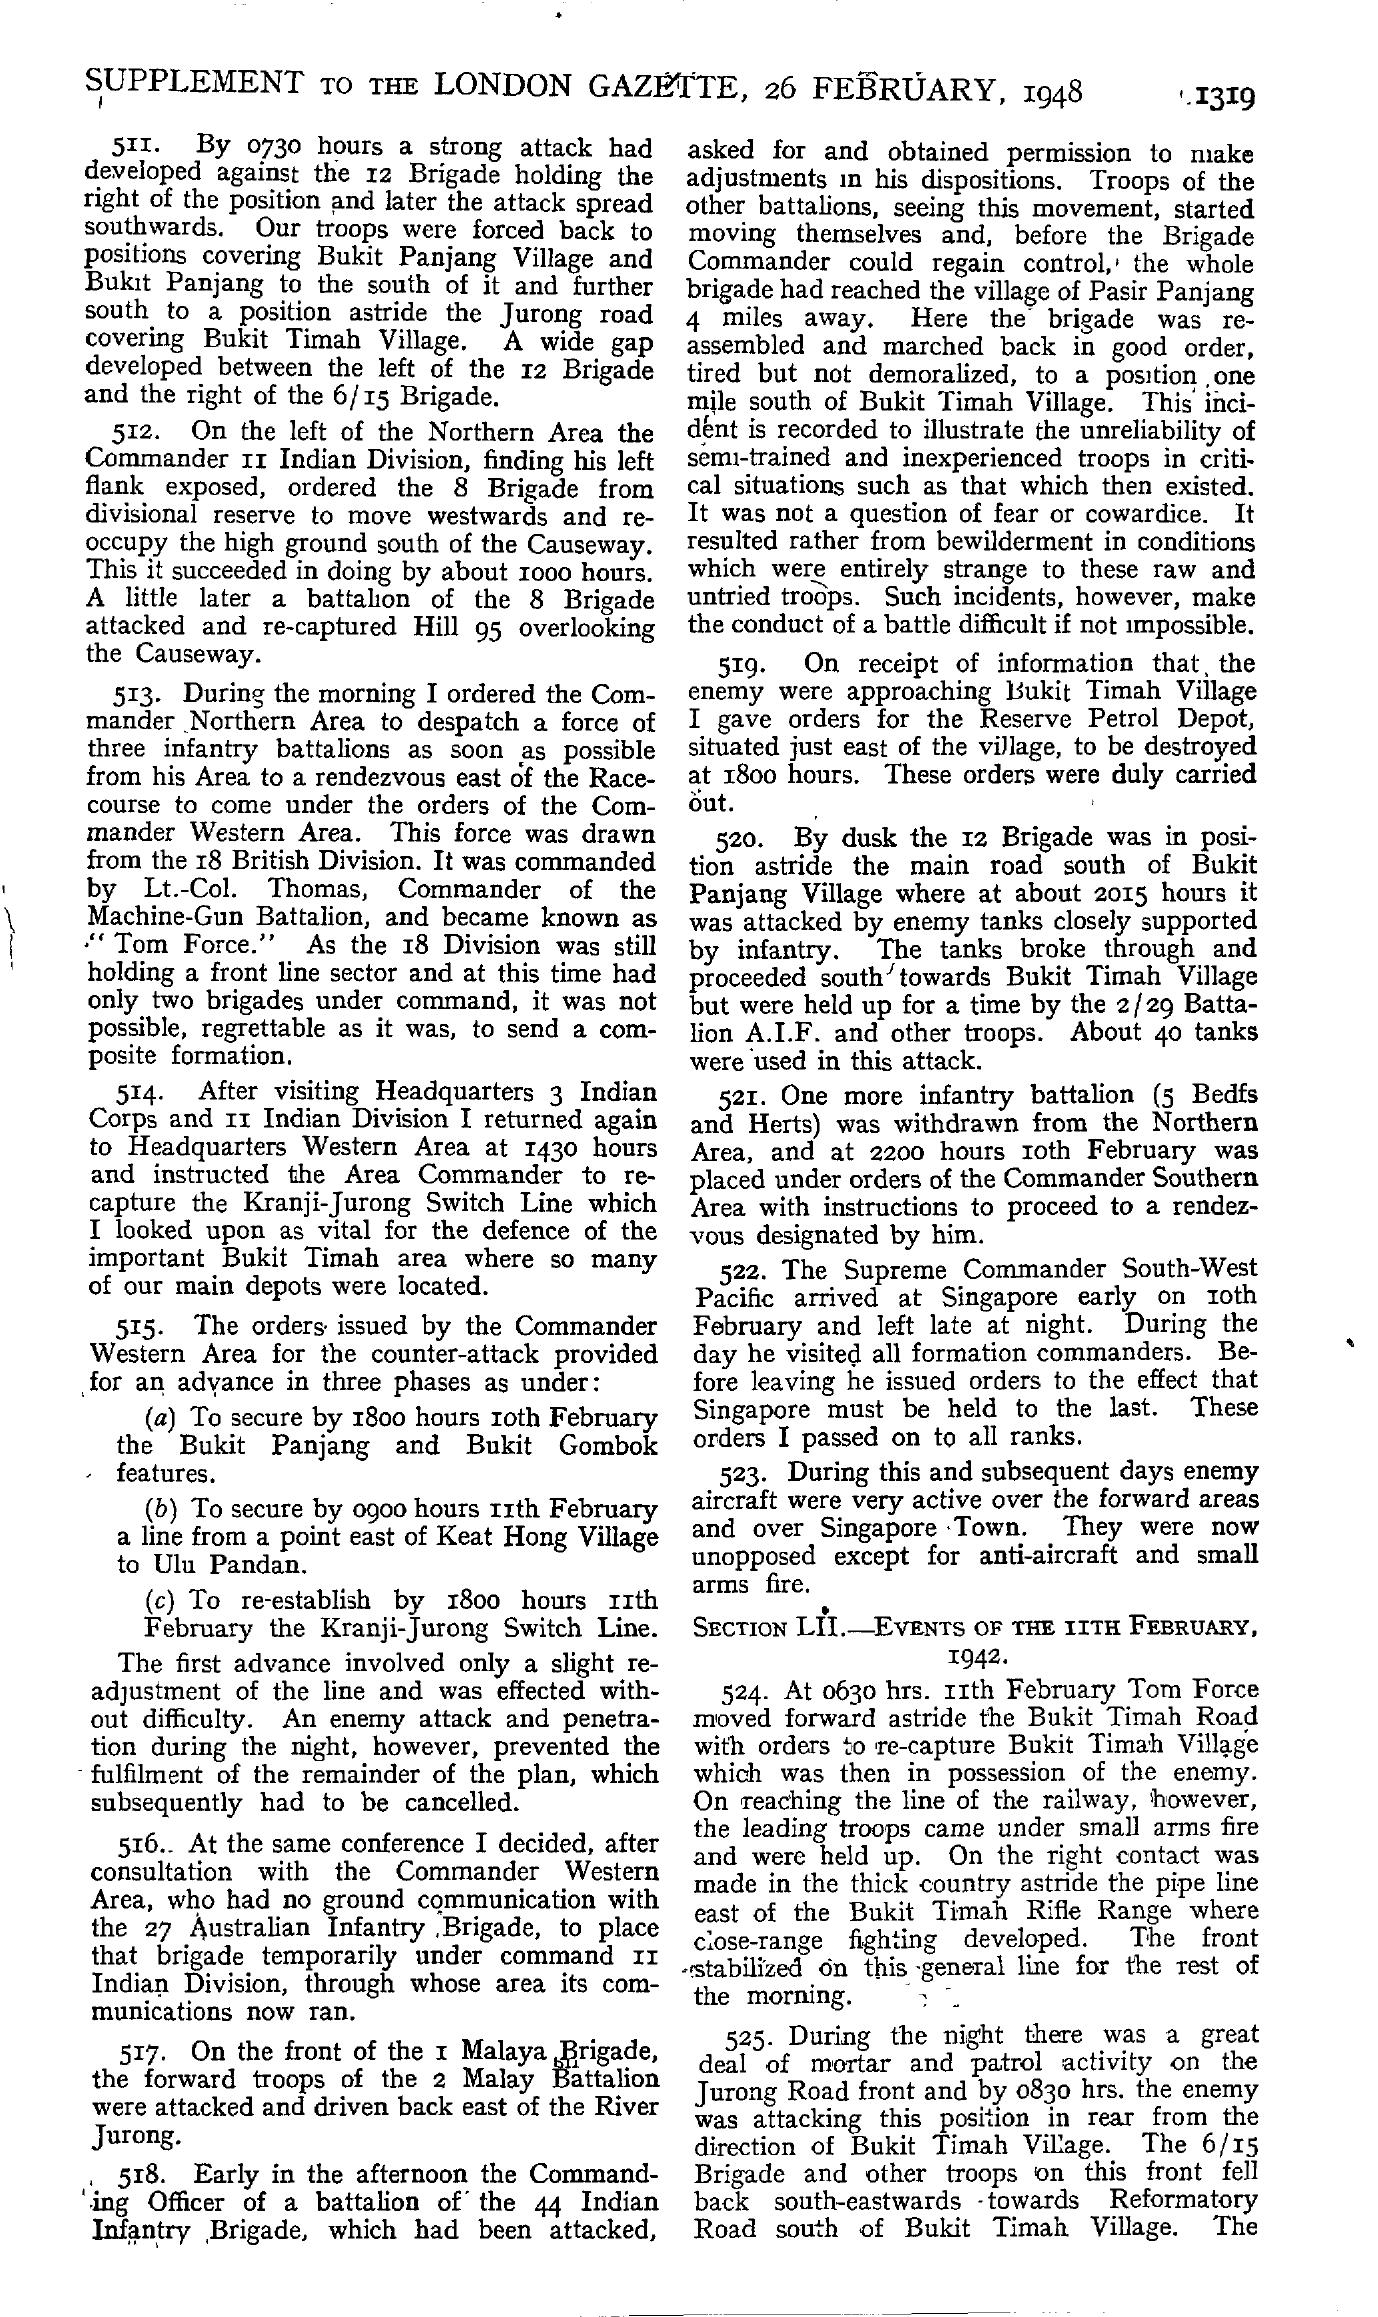 SUPPLEMENT TO THE LONDON GAZETTE, 26 FEBRUARY, 1948 1319
511. By 0730 hours a strong attack had
developed against the 12 Brigade holding the
right of the position and later the attack spread
southwards. Our troops were forced back to
positions covering Bukit Panjang Village and
Bukit Panjang to the south of it and further
south to a position astride the Jurong road
covering Bukit Timah Village. A wide gap
developed between the left of the 12 Brigade
and the right of the 6/15 Brigade.
512. On the left of the Northern Area the
Commander 11 Indian Division, finding his left
flank exposed, ordered the 8 Brigade from
divisional reserve to move westwards and re-
occupy the high ground south of the Causeway.
This it succeeded in doing by about 1000 hours.
A little later a battalion of the 8 Brigade
attacked and re-captured Hill 95 overlooking
the Causeway.
513. During the morning I ordered the Com-
mander Northern Area to despatch a force of
three infantry battalions as soon as possible
from his Area to a rendezvous east of the Race-
course to come under the orders of the Com-
mander Western Area. This force was drawn
from the 18 British Division. It was commanded
by Lt.-Col. Thomas, Commander of the
Machine-Gun Battalion, and became known as
"Tom Force." As the 18 Division was still
holding a front line sector and at this time had
only two brigades under command, it was not
possible, regrettable as it was, to send a com-
posite formation.
514. After visiting Headquarters 3 Indian
Corps and 11 Indian Division I returned again
to Headquarters Western Area at 1430 hours
and instructed the Area Commander to re-
capture the Kranji-Jurong Switch Line which
I looked upon as vital for the defence of the
important Bukit Timah area where so many
of our main depots were located.
515. The orders issued by the Commander
Western Area for the counter-attack provided
for an advance in three phases as under:
(a) To secure by 1800 hours 10th February
the Bukit Panjang and Bukit Gombok
features.
(b) To secure by 0900 hours 11th February
a line from a point east of Keat Hong Village
to Ulu Pandan.
(c) To re-establish by 1800 hours 11th
February the Kranji-Jurong Switch Line.
The first advance involved only a slight re-
adjustment of the line and was effected with-
out difficulty. An enemy attack and penetra-
tion during the night, however, prevented the
fulfilment of the remainder of the plan, which
subsequently had to be cancelled.
516. At the same conference I decided, after
consultation with the Commander Western
Area, who had no ground communication with
the 27 Australian Infantry Brigade, to place
that brigade temporarily under command 11
Indian Division, through whose area its com-
munications now ran.
517. On the front of the 1 Malaya Brigade,
the forward troops of the 2 Malay Battalion
were attacked and driven back east of the River
Jurong.
518. Early in the afternoon the Command-
ing Officer of a battalion of the 44 Indian
Infantry Brigade, which had been attacked,
asked for and obtained permission to make
adjustments in his dispositions. Troops of the
other battalions, seeing this movement, started
moving themselves and, before the Brigade
Commander could regain control, the whole
brigade had reached the village of Pasir Panjang
4 miles away. Here the brigade was re-
assembled and marched back in good order,
tired but not demoralized, to a position one
mile south of Bukit Timah Village. This inci-
dent is recorded to illustrate the unreliability of
semi-trained and inexperienced troops in criti-
cal situations such as that which then existed.
It was not a question of fear or cowardice. It
resulted rather from bewilderment in conditions
which were entirely strange to these raw and
untried troops. Such incidents, however, make
the conduct of a battle difficult if not impossible.
519. On receipt of information that the
enemy were approaching Bukit Timah Village
I gave orders for the Reserve Petrol Depot,
situated just east of the village, to be destroyed
at 1800 hours. These orders were duly carried
out.
520. By dusk the 12 Brigade was in posi-
tion astride the main road south of Bukit
Panjang Village where at about 2015 hours it
was attacked by enemy tanks closely supported
by infantry. The tanks broke through and
proceeded south towards Bukit Timah Village
but were held up for a time by the 2/29 Batta-
lion A.I.F. and other troops. About 40 tanks
were used in this attack.
521. One more infantry battalion (5 Bedfs
and Herts) was withdrawn from the Northern
Area, and at 2200 hours 10th February was
placed under orders of the Commander Southern
Area with instructions to proceed to a rendez-
vous designated by him.
522. The Supreme Commander South-West
Pacific arrived at Singapore early on 10th
February and left late at night. During the
day he visited all formation commanders. Be-
fore leaving he issued orders to the effect that
Singapore must be held to the last. These
orders I passed on to all ranks.
523. During this and subsequent days enemy
aircraft were very active over the forward areas
and over Singapore Town. They were now
unopposed except for anti-aircraft and small
arms fire.
SECTION LII.—EVENTS OF THE 11TH FEBRUARY,
1942.
524. At 0630 hrs. 11th February Tom Force
moved forward astride the Bukit Timah Road
with orders to re-capture Bukit Timah Village
which was then in possession of the enemy.
On reaching the line of the railway, however,
the leading troops came under small arms fire
and were held up. On the right contact was
made in the thick country astride the pipe line
east of the Bukit Timah Rifle Range where
close-range fighting developed. The front
stabilized on this general line for the rest of
the morning.
525. During the night there was a great
deal of mortar and patrol activity on the
Jurong Road front and by 0830 hrs. the enemy
was attacking this position in rear from the
direction of Bukit Timah Village. The 6/15
Brigade and other troops on this front fell
back south-eastwards towards Reformatory
Road south of Bukit Timah Village. The